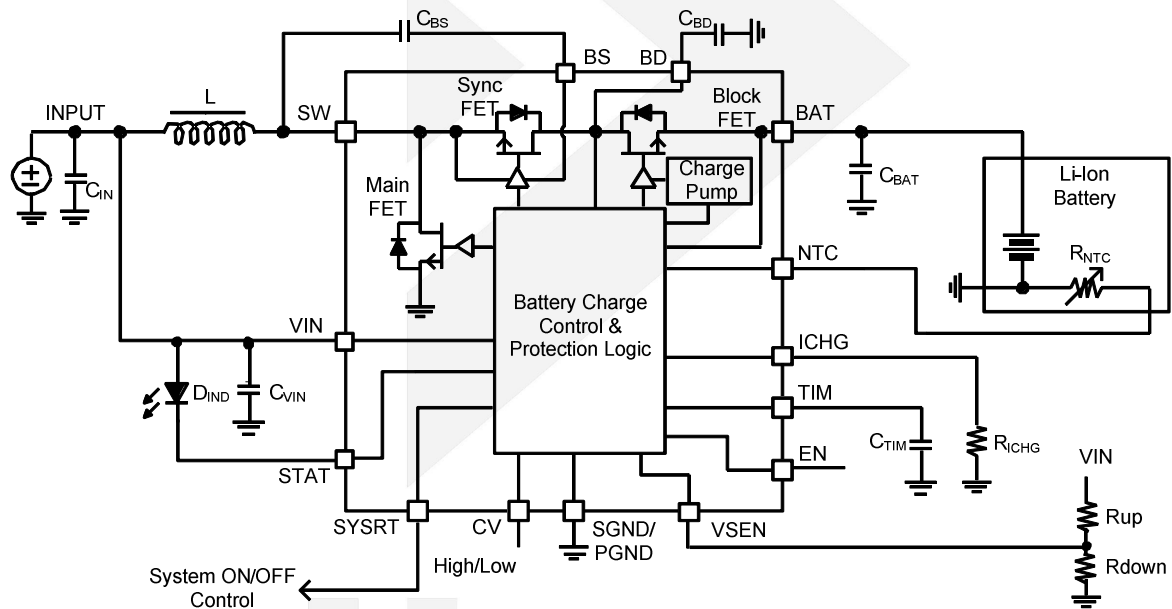 CBS
CBD
BS
BD
INPUT
L
SW
Sync
FET
Block
FET
BAT
CIN
Main
FET
Charge
Pump
CBAT
Li-Ion
Battery
RNTC
NTC
Battery Charge
Control &
Protection Logic
VIN
ICHG
DIND
CVIN
TIM
CTIM
RICHG
STAT
EN
VIN
SYSRT
CV
SGND/
PGND
VSEN
Rup
High/Low
Rdown
System ON/OFF
Control